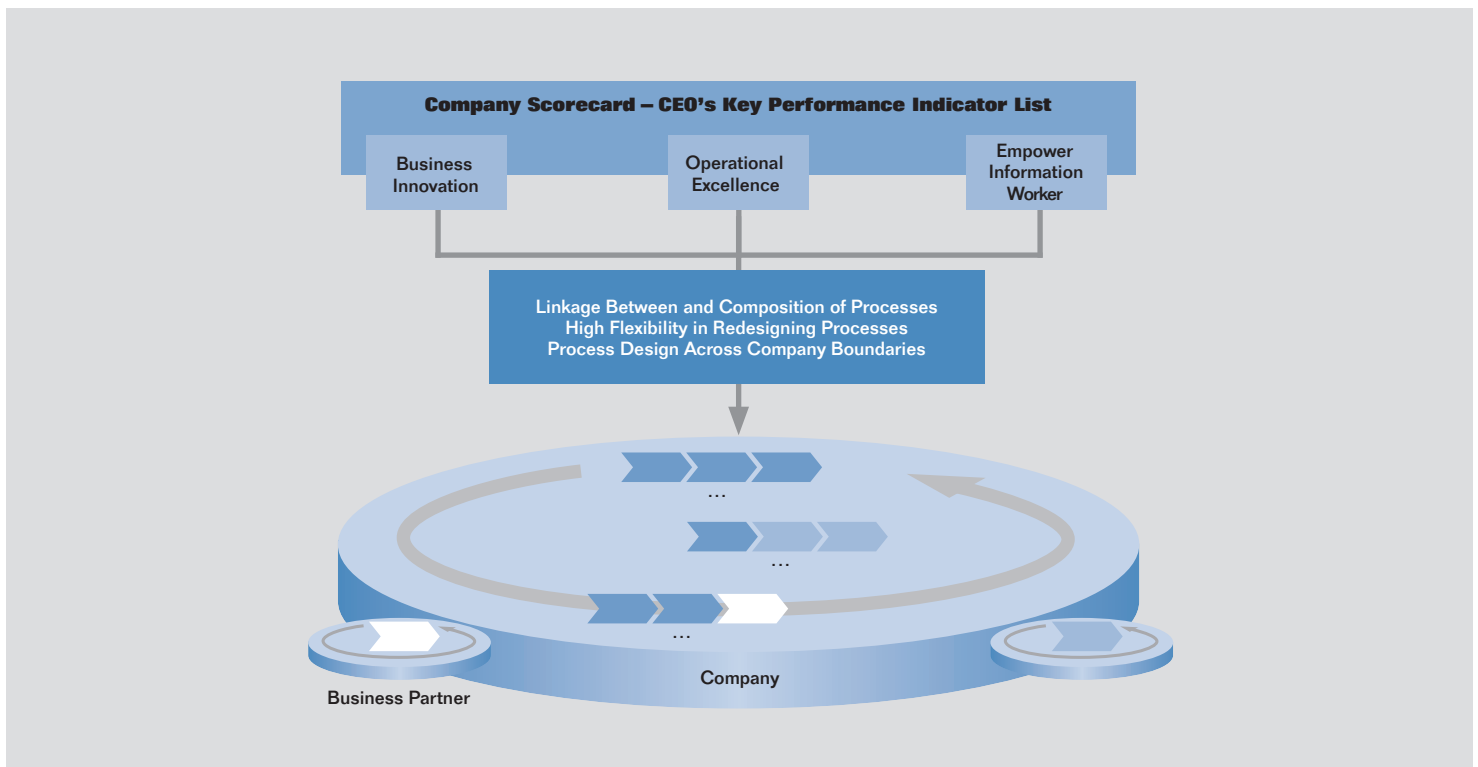 Company Scorecard – CEO's Key Performance Indicator List
Business
Innovation
Operational
Excellence
Empower
Information
Worker
Linkage Between and Composition of Processes
High Flexibility in Redesigning Processes
Process Design Across Company Boundaries
...
...
...
Company
Business Partner